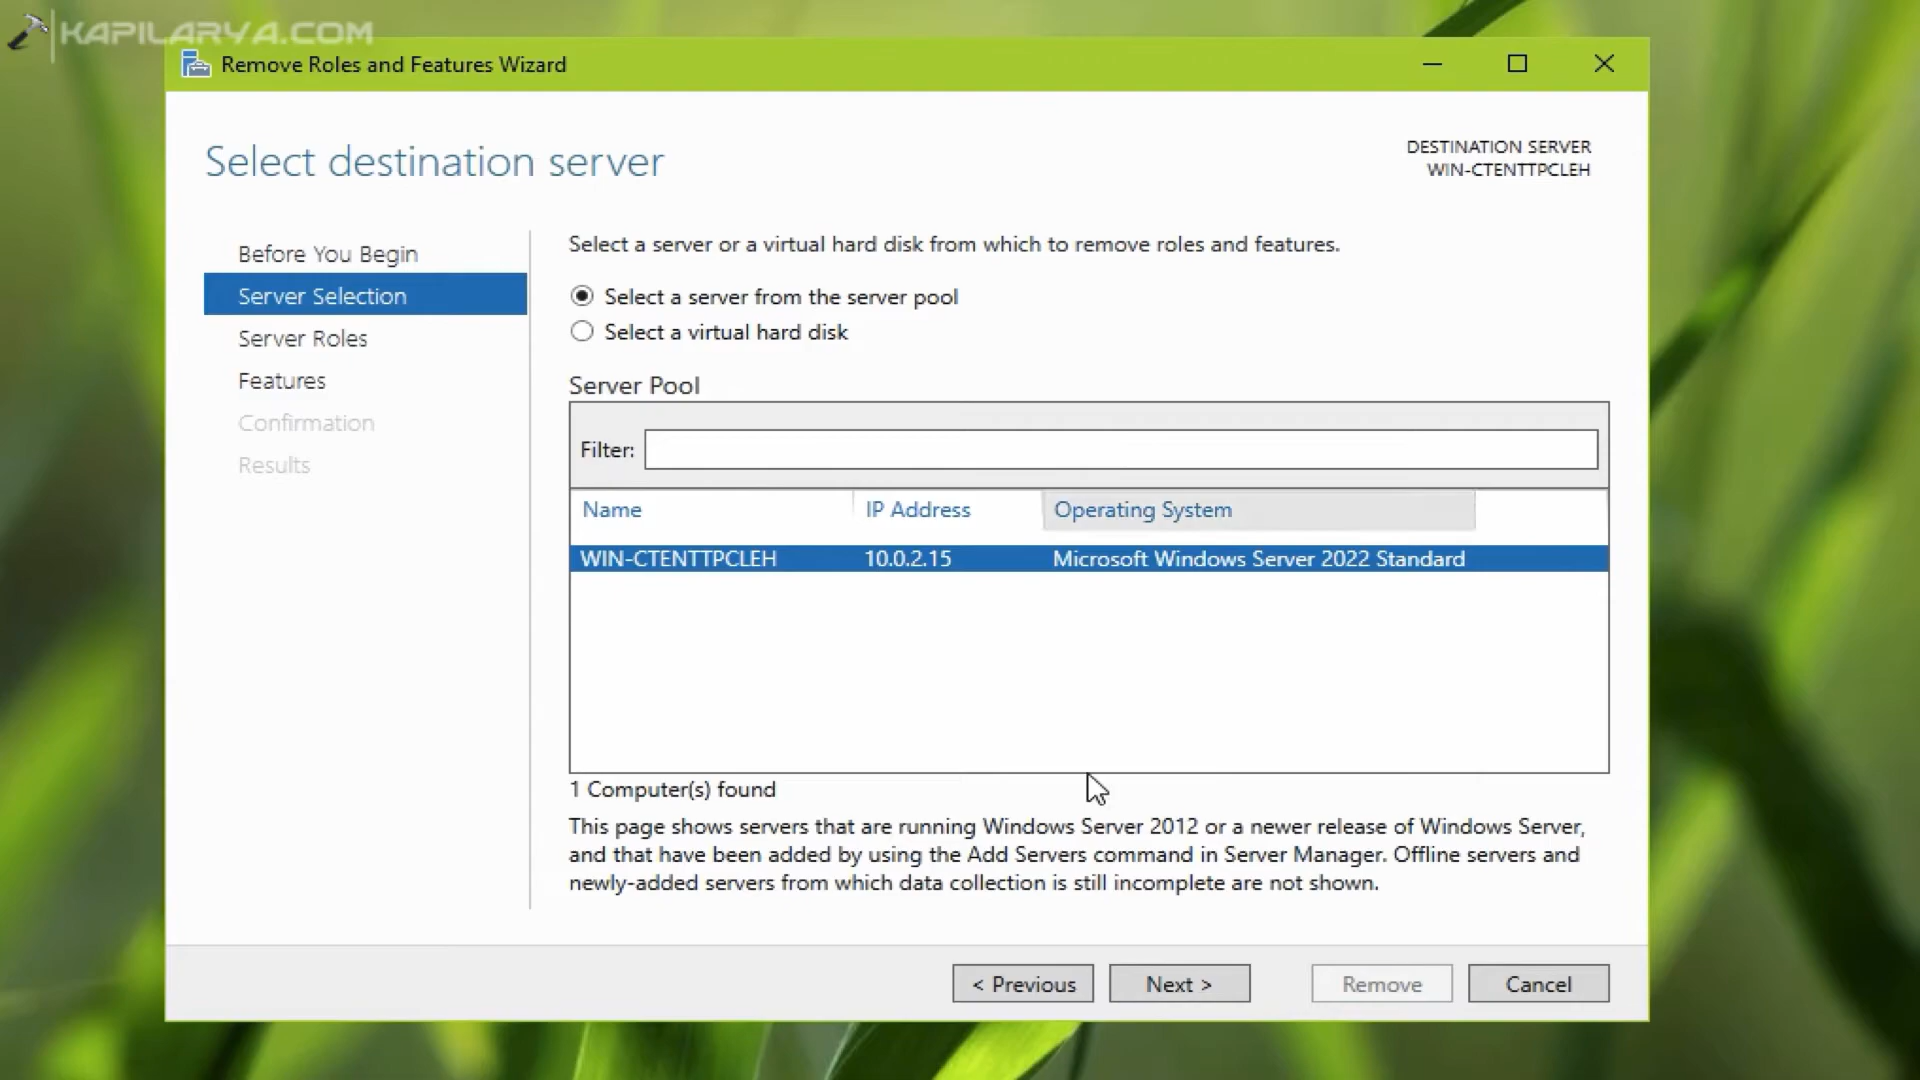 KAPILARYA.COM
Remove Roles and Features Wizard
Select destination server
DESTINATION SERVER
WIN-CTENTTPCLEH
Before You Begin
Server Selection
Server Roles
Features
Confirmation
Results
Select a server or a virtual hard disk from which to remove roles and features.
Select a server from the server pool
Select a virtual hard disk
Server Pool
Filter:
Name IP Address Operating System
WIN-CTENTTPCLEH 10.0.2.15 Microsoft Windows Server 2022 Standard
1 Computer(s) found
This page shows servers that are running Windows Server 2012 or a newer release of Windows Server,
and that have been added by using the Add Servers command in Server Manager. Offline servers and
newly-added servers from which data collection is still incomplete are not shown.
< Previous Next > Remove Cancel